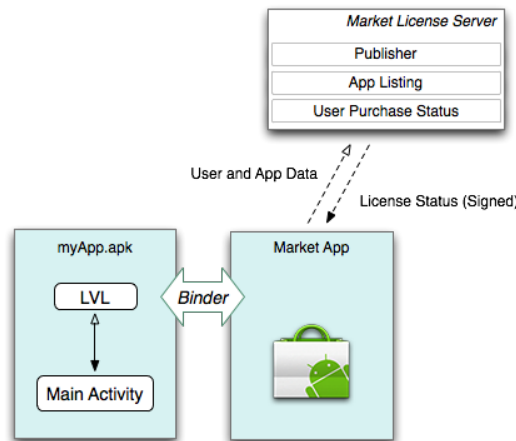 Market License Server
Publisher
App Listing
User Purchase Status
User and App Data
License Status (Signed)
myApp.apk
Market App
LVL
Binder
Main Activity